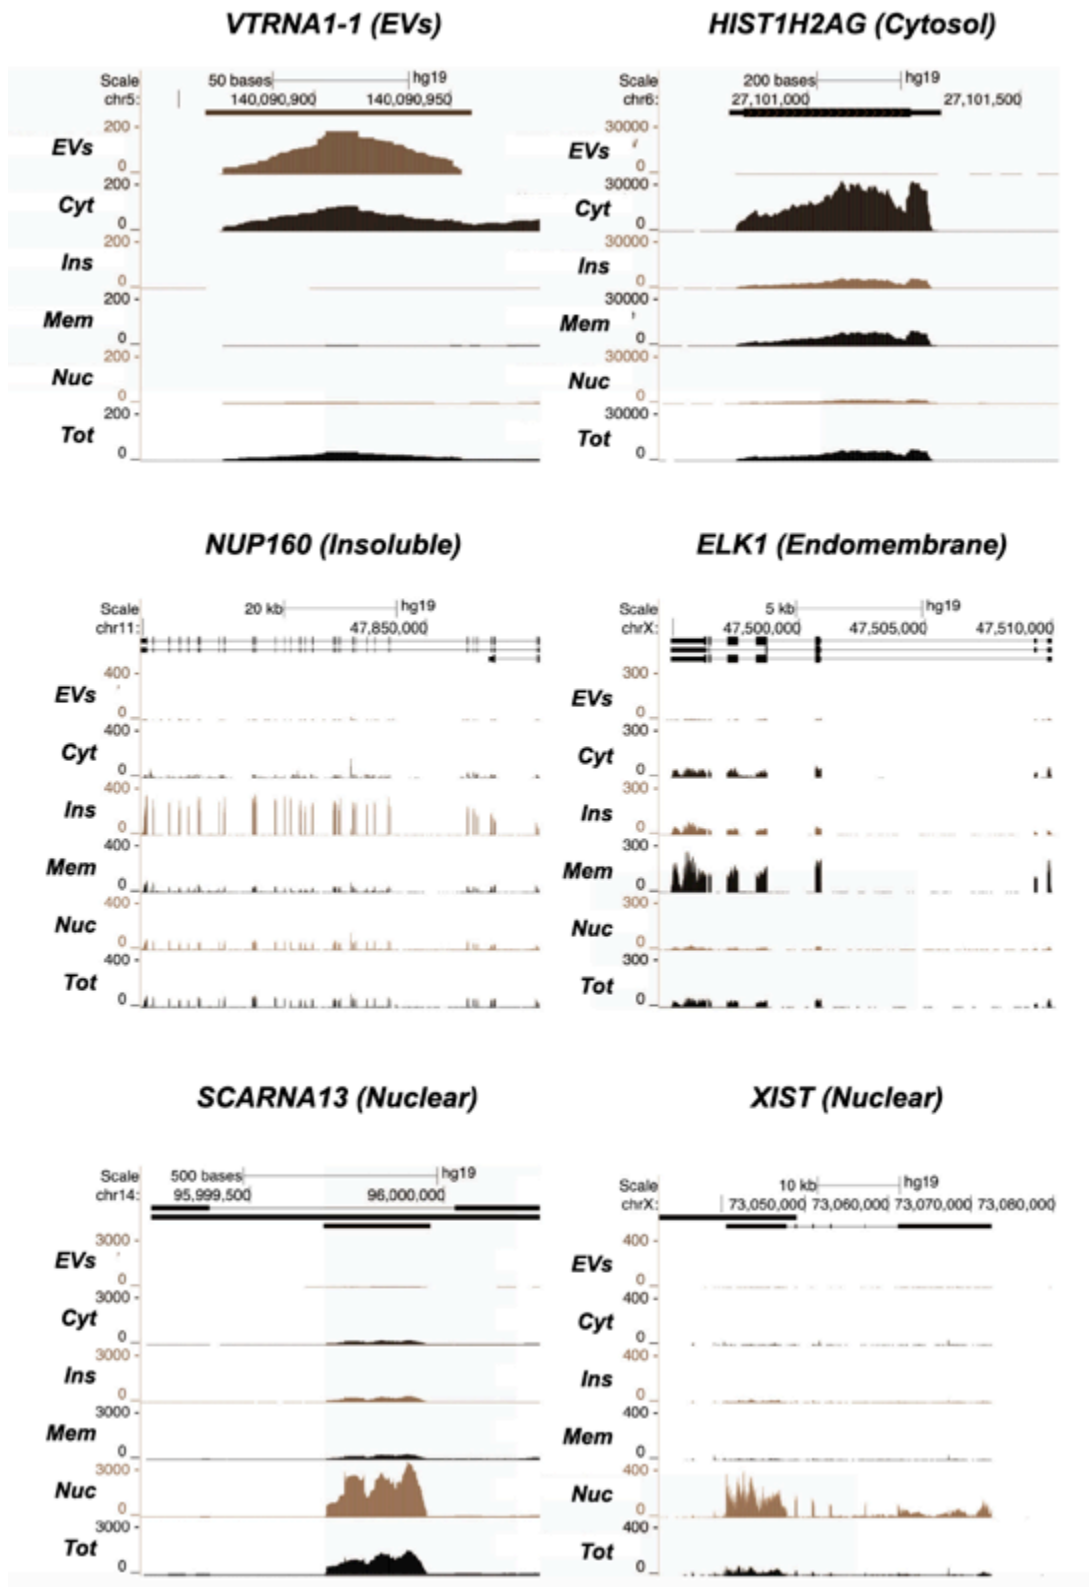 VTRNA1-1 (EVs)
Scale 50 bases hg19
chr5: 140,090,900 140,090,950
EVs 200 0
Cyt 200 0
Ins 200 0
Mem 200 0
Nuc 200 0
Tot 200 0
HIST1H2AG (Cytosol)
Scale 200 bases hg19
chr6: 27,101,000 27,101,500
EVs 30000 0
Cyt 30000 0
Ins 30000 0
Mem 30000 0
Nuc 30000 0
Tot 30000 0
NUP160 (Insoluble)
Scale 20 kb hg19
chr11: 47,850,000
EVs 400 0
Cyt 400 0
Ins 400 0
Mem 400 0
Nuc 400 0
Tot 400 0
ELK1 (Endomembrane)
Scale 5 kb hg19
chrX: 47,500,000 47,505,000 47,510,000
EVs 300 0
Cyt 300 0
Ins 300 0
Mem 300 0
Nuc 300 0
Tot 300 0
SCARNA13 (Nuclear)
Scale 500 bases hg19
chr14: 95,999,500 96,000,000
EVs 3000 0
Cyt 3000 0
Ins 3000 0
Mem 3000 0
Nuc 3000 0
Tot 3000 0
XIST (Nuclear)
Scale 10 kb hg19
chrX: 73,050,000 73,060,000 73,070,000 73,080,000
EVs 400 0
Cyt 400 0
Ins 400 0
Mem 400 0
Nuc 400 0
Tot 400 0